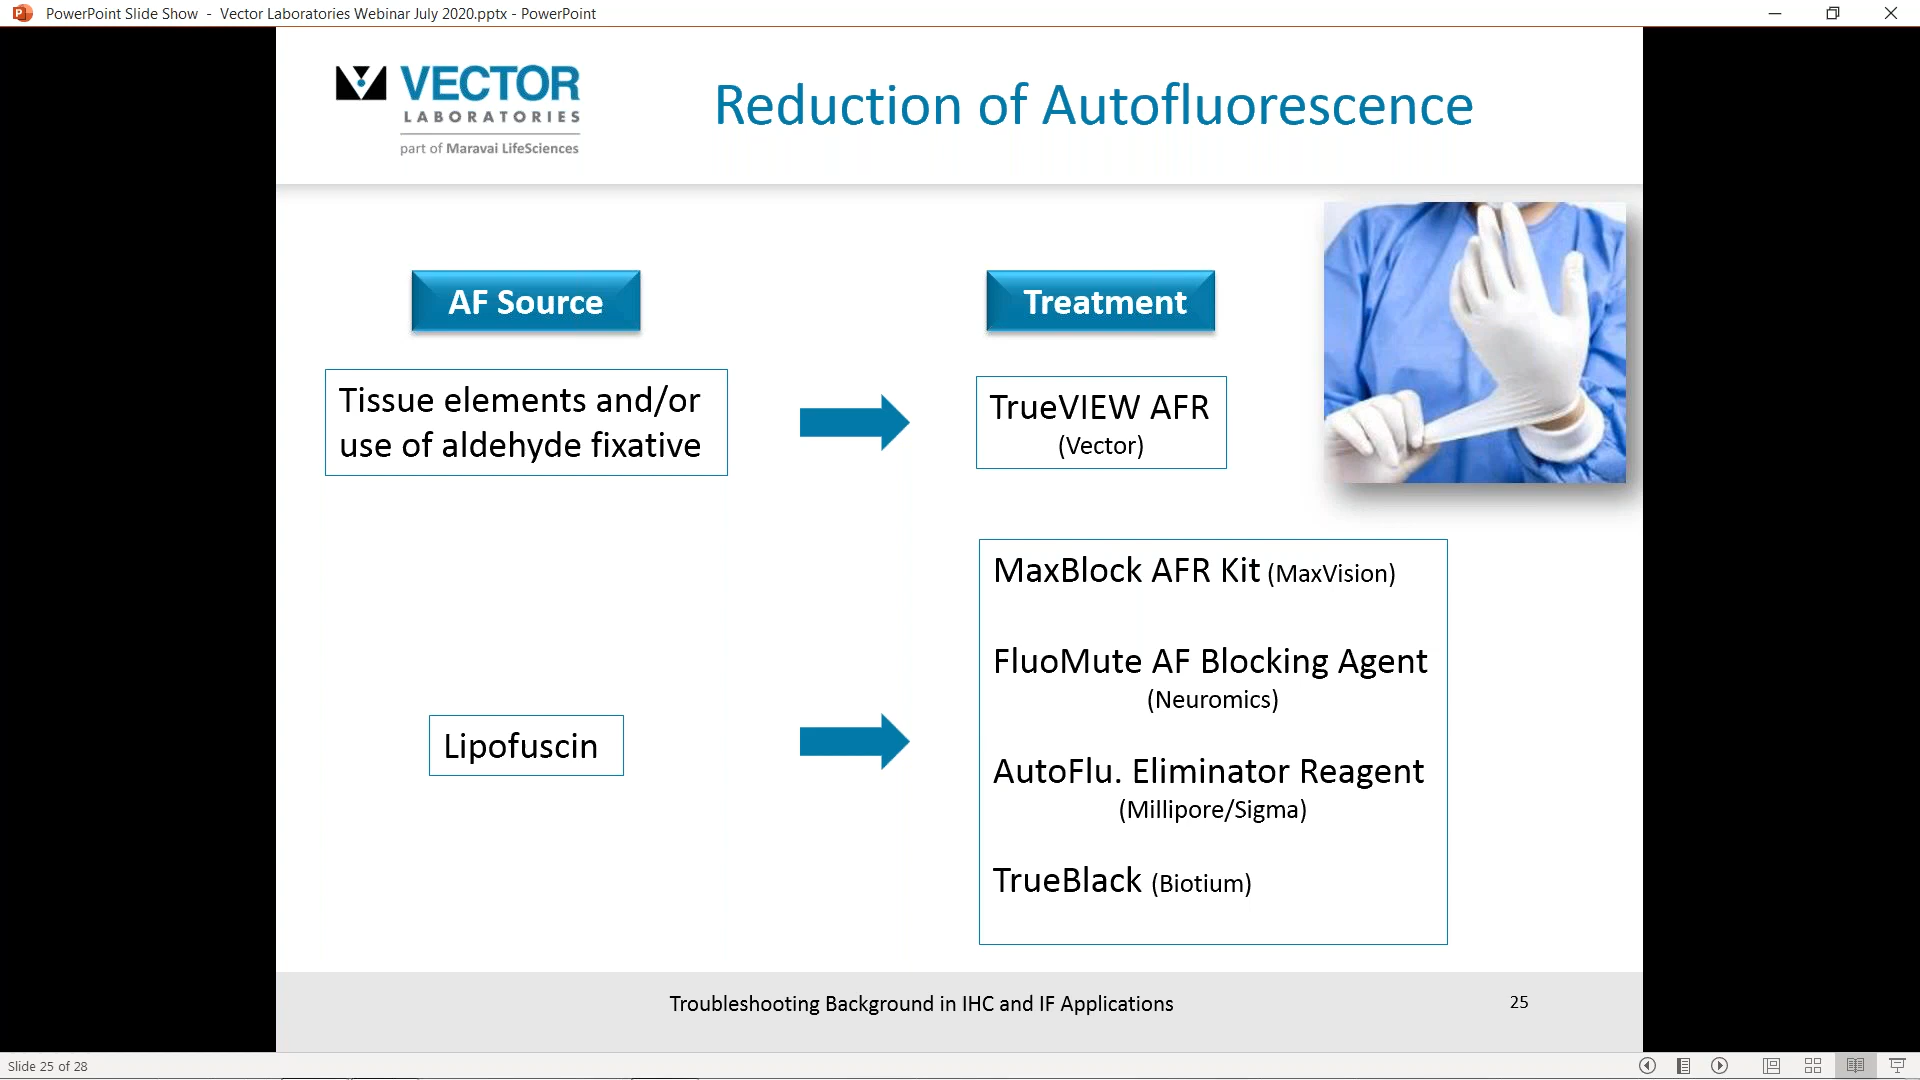 PowerPoint Slide Show - Vector Laboratories Webinar July 2020.pptx - PowerPoint
VECTOR
LABORATORIES
part of Maravai LifeSciences
Reduction of Autofluorescence
AF Source
Treatment
Tissue elements and/or
use of aldehyde fixative
TrueVIEW AFR
(Vector)
Lipofuscin
MaxBlock AFR Kit (MaxVision)
FluoMute AF Blocking Agent
(Neuromics)
AutoFlu. Eliminator Reagent
(Millipore/Sigma)
TrueBlack (Biotium)
Troubleshooting Background in IHC and IF Applications
25
Slide 25 of 28